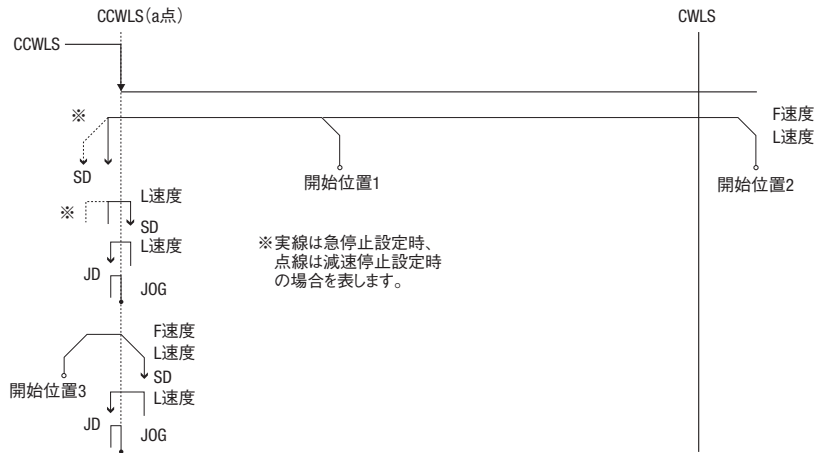 CCWLS（a点）
CWLS
CCWLS
※
F速度
L速度
SD
開始位置1
開始位置2
L速度
※
SD
L速度
※実線は急停止設定時、
点線は減速停止設定時
の場合を表します。
JD
JOG
F速度
L速度
SD
開始位置3
L速度
JD
JOG